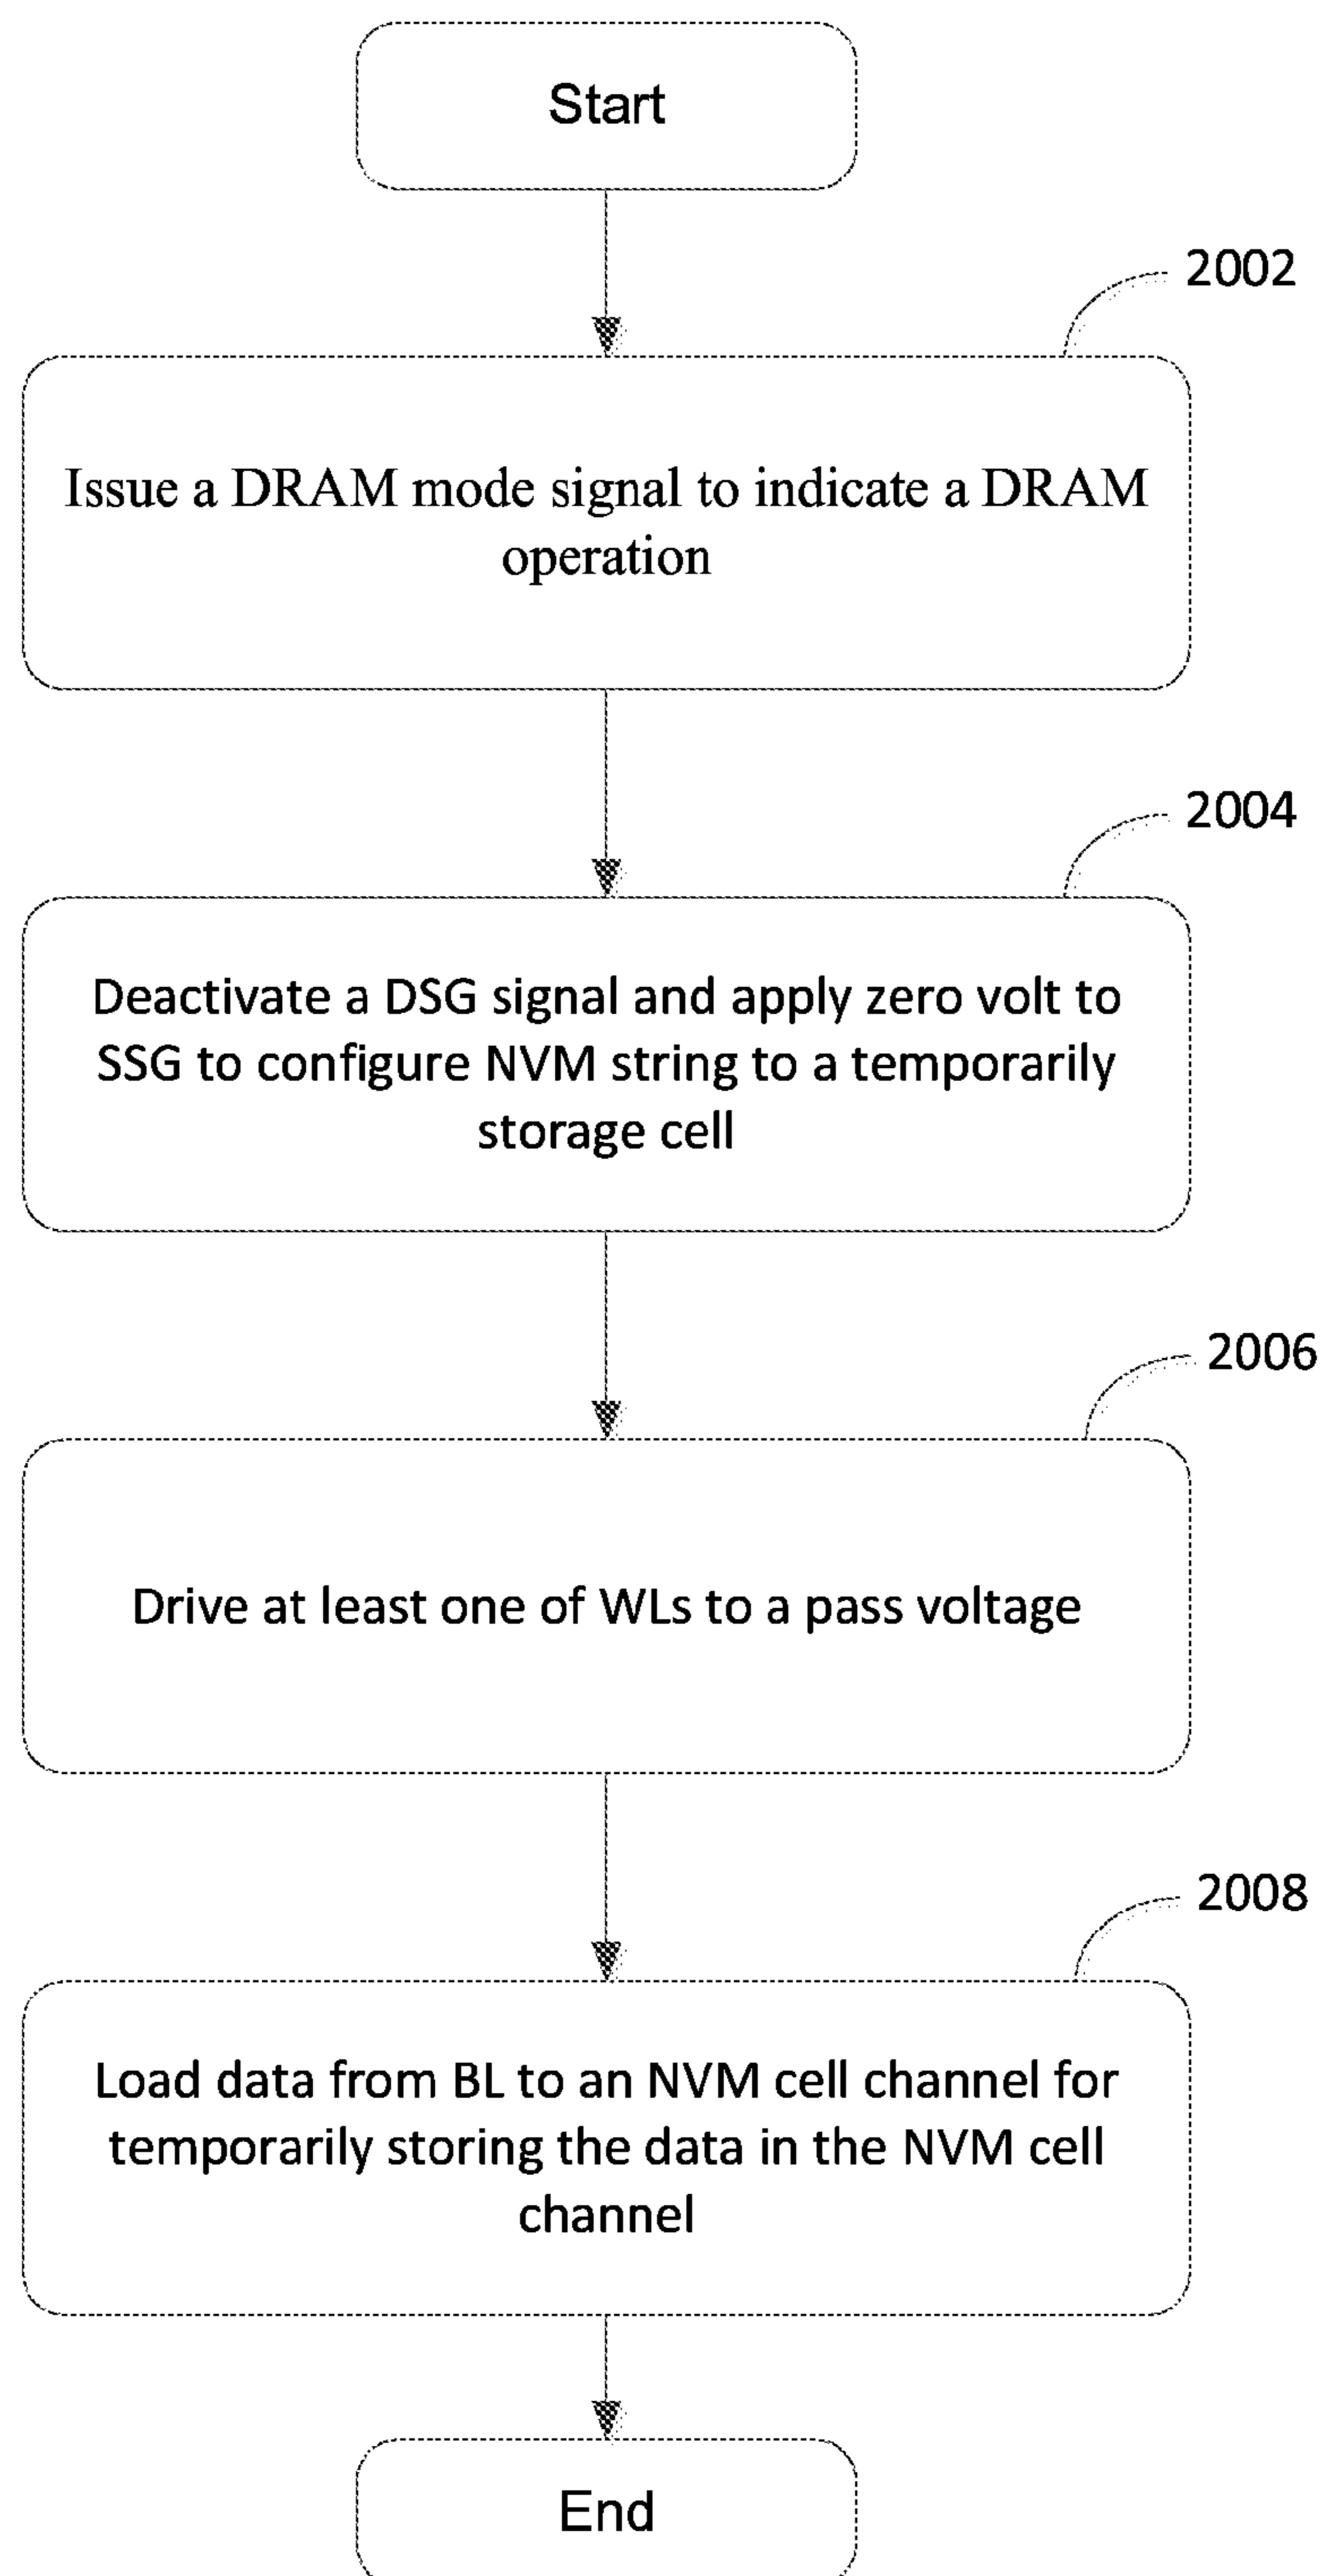 Start
2002
Issue a DRAM mode signal to indicate a DRAM
operation
2004
Deactivate a DSG signal and apply zero volt to
SSG to configure NVM string to a temporarily
storage cell
2006
Drive at least one of WLs to a pass voltage
2008
Load data from BL to an NVM cell channel for
temporarily storing the data in the NVM cell
channel
End